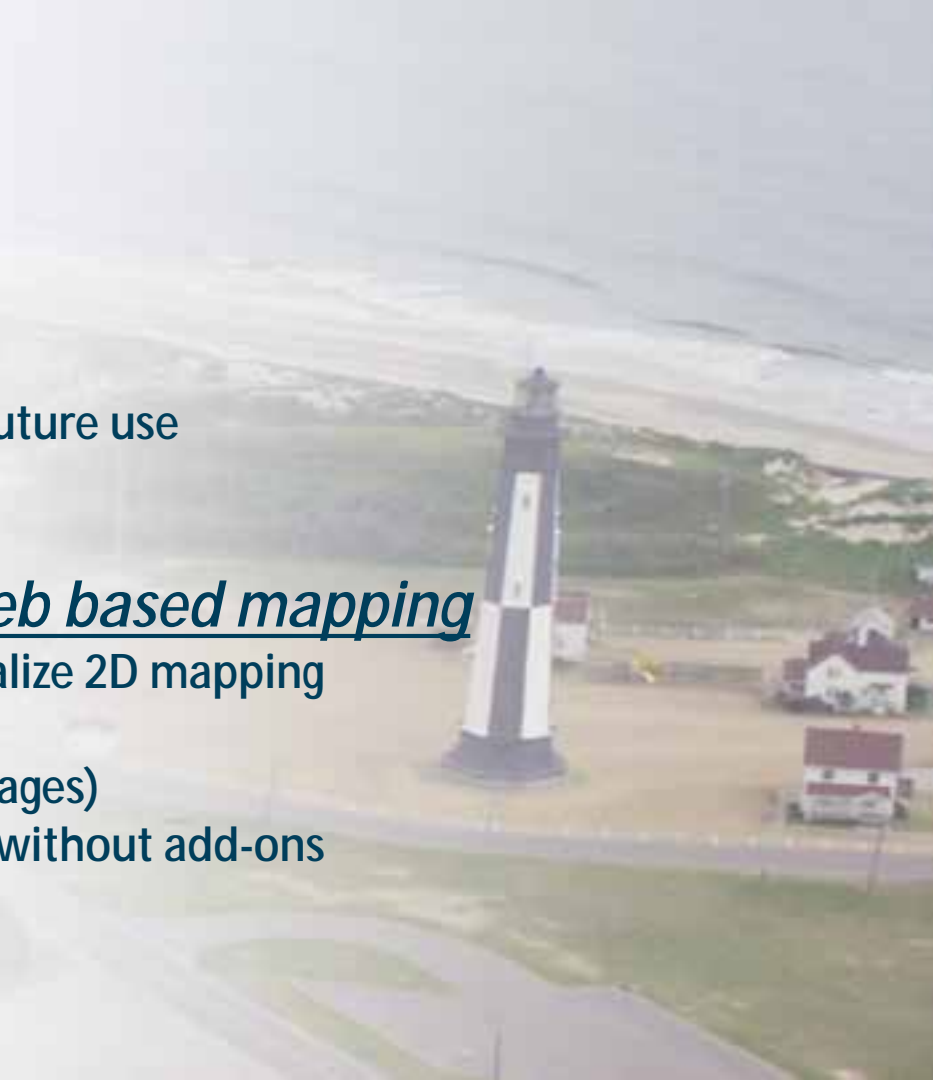 uture use
eb based mapping
alize 2D mapping
ages)
without add-ons